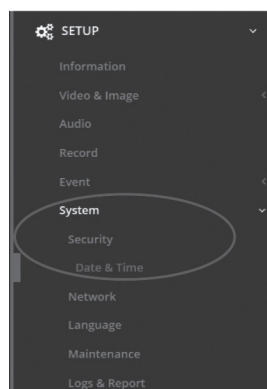 SETUP
Information
Video & Image
Audio
Record
Event
System
Security
Date & Time
Network
Language
Maintenance
Logs & Report